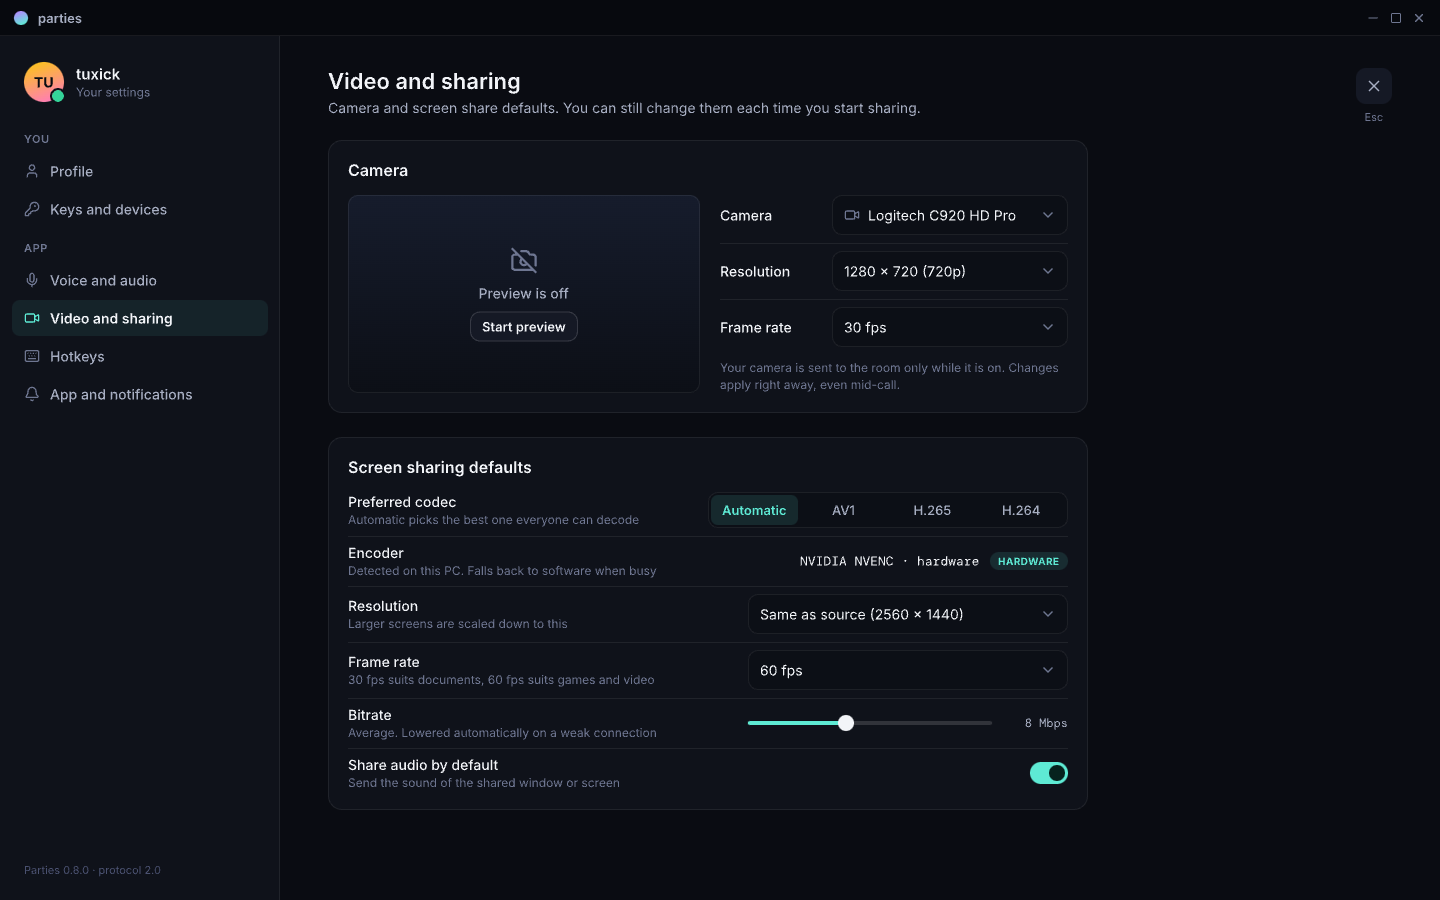 parties
TU
tuxick
Your settings
YOU
Profile
Keys and devices
APP
Voice and audio
Video and sharing
Hotkeys
App and notifications
Parties 0.8.0 · protocol 2.0
Video and sharing
Camera and screen share defaults. You can still change them each time you start sharing.
Esc
Camera
Preview is off
Start preview
Camera
Logitech C920 HD Pro
Resolution
1280 × 720 (720p)
Frame rate
30 fps
Your camera is sent to the room only while it is on. Changes
apply right away, even mid-call.
Screen sharing defaults
Preferred codec
Automatic picks the best one everyone can decode
Automatic AV1 H.265 H.264
Encoder
Detected on this PC. Falls back to software when busy
NVIDIA NVENC · hardware HARDWARE
Resolution
Larger screens are scaled down to this
Same as source (2560 × 1440)
Frame rate
30 fps suits documents, 60 fps suits games and video
60 fps
Bitrate
Average. Lowered automatically on a weak connection
8 Mbps
Share audio by default
Send the sound of the shared window or screen